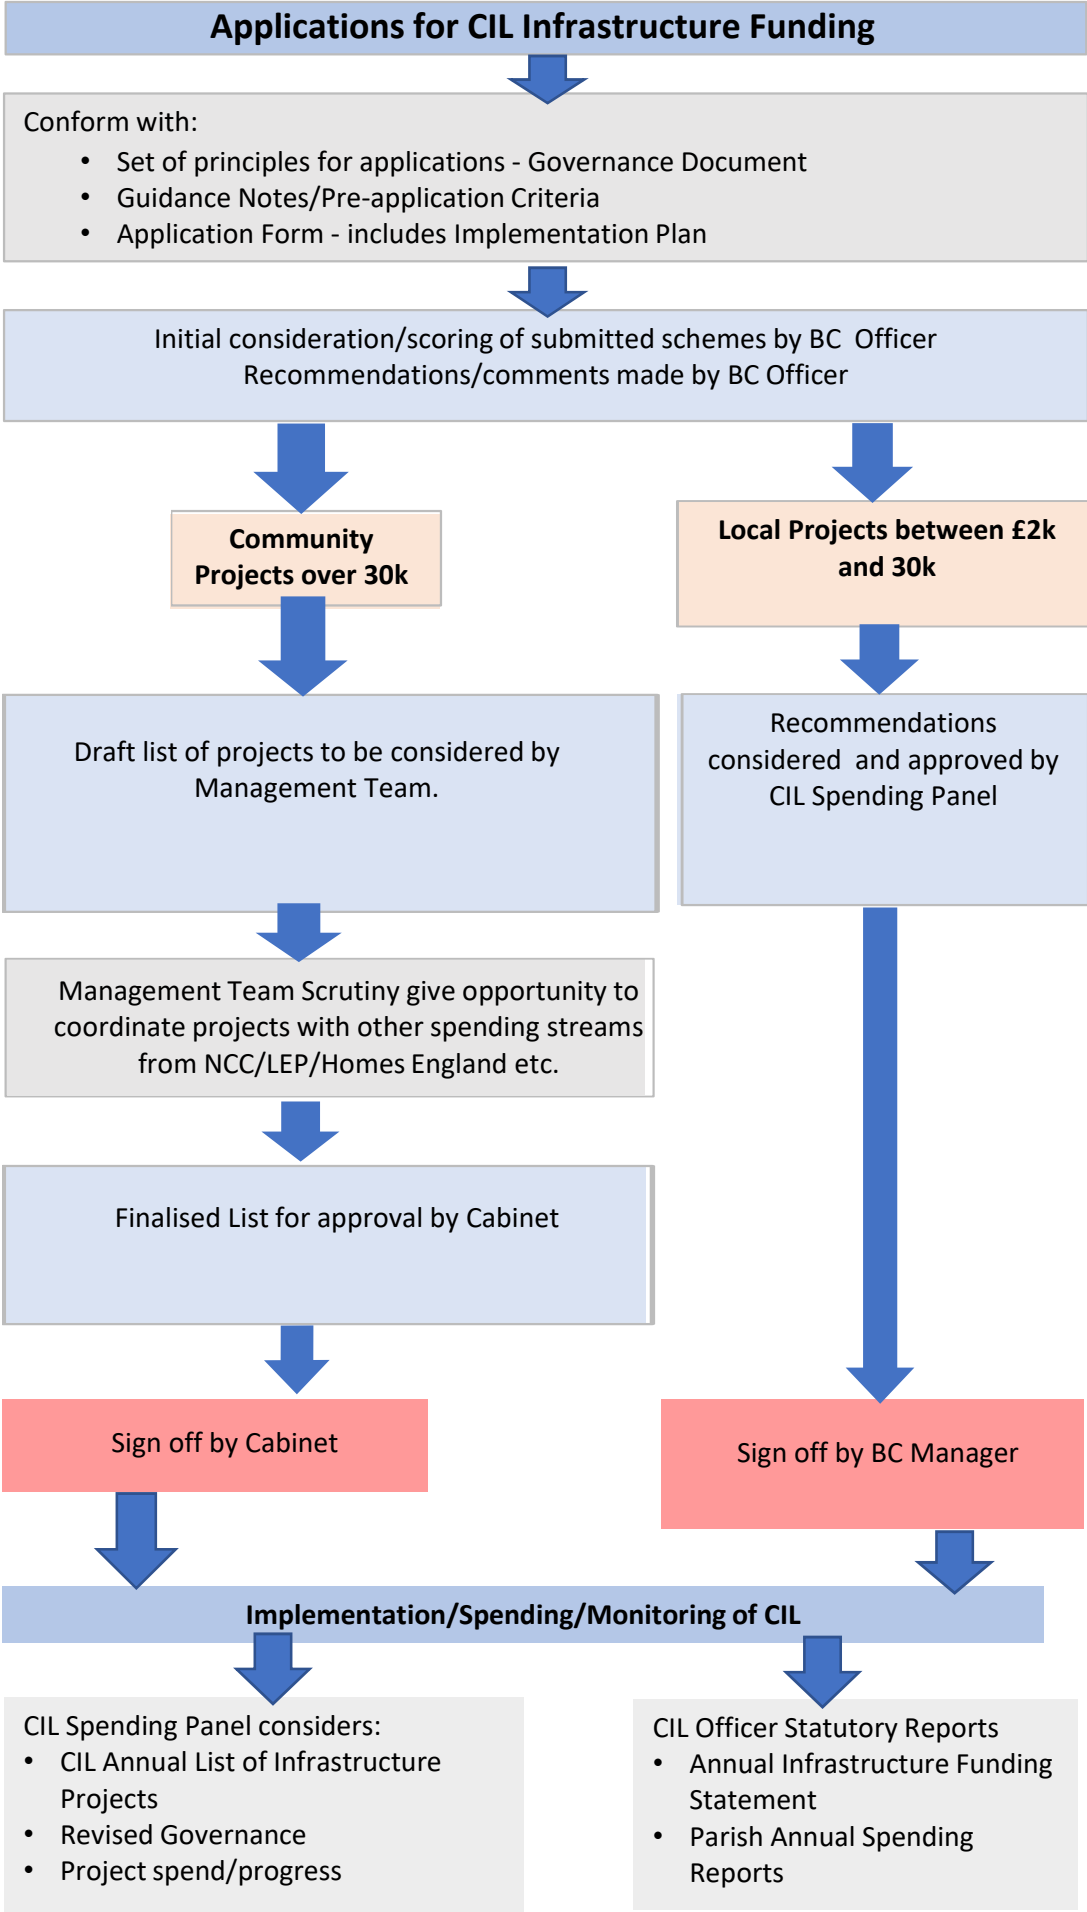 Applications for CIL Infrastructure Funding
Conform with:
• Set of principles for applications - Governance Document
• Guidance Notes/Pre-application Criteria
• Application Form - includes Implementation Plan
Initial consideration/scoring of submitted schemes by BC  Officer
Recommendations/comments made by BC Officer
Community
Projects over 30k
Local Projects between £2k
and 30k
Draft list of projects to be considered by
Management Team.
Recommendations
considered  and approved by
CIL Spending Panel
Management Team Scrutiny give opportunity to
coordinate projects with other spending streams
from NCC/LEP/Homes England etc.
Finalised List for approval by Cabinet
Sign off by Cabinet
Sign off by BC Manager
Implementation/Spending/Monitoring of CIL
CIL Spending Panel considers:
• CIL Annual List of Infrastructure
Projects
• Revised Governance
• Project spend/progress
CIL Officer Statutory Reports
• Annual Infrastructure Funding
Statement
• Parish Annual Spending
Reports